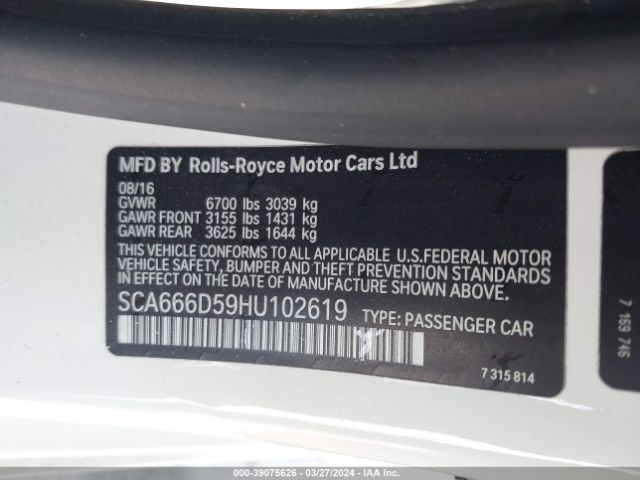 MFD BY Rolls-Royce Motor Cars Ltd
08/16
GVWR 6700 lbs 3039 kg
GAWR FRONT 3155 lbs 1431 kg
GAWR REAR 3625 lbs 1644 kg
THIS VEHICLE CONFORMS TO ALL APPLICABLE U.S.FEDERAL MOTOR
VEHICLE SAFETY, BUMPER AND THEFT PREVENTION STANDARDS
IN EFFECT ON THE DATE OF MANUFACTURE SHOWN ABOVE.
SCA666D59HU102619 TYPE: PASSENGER CAR
7 315 814
7 169 746
000-39075626 | 03/27/2024 | IAA Inc.